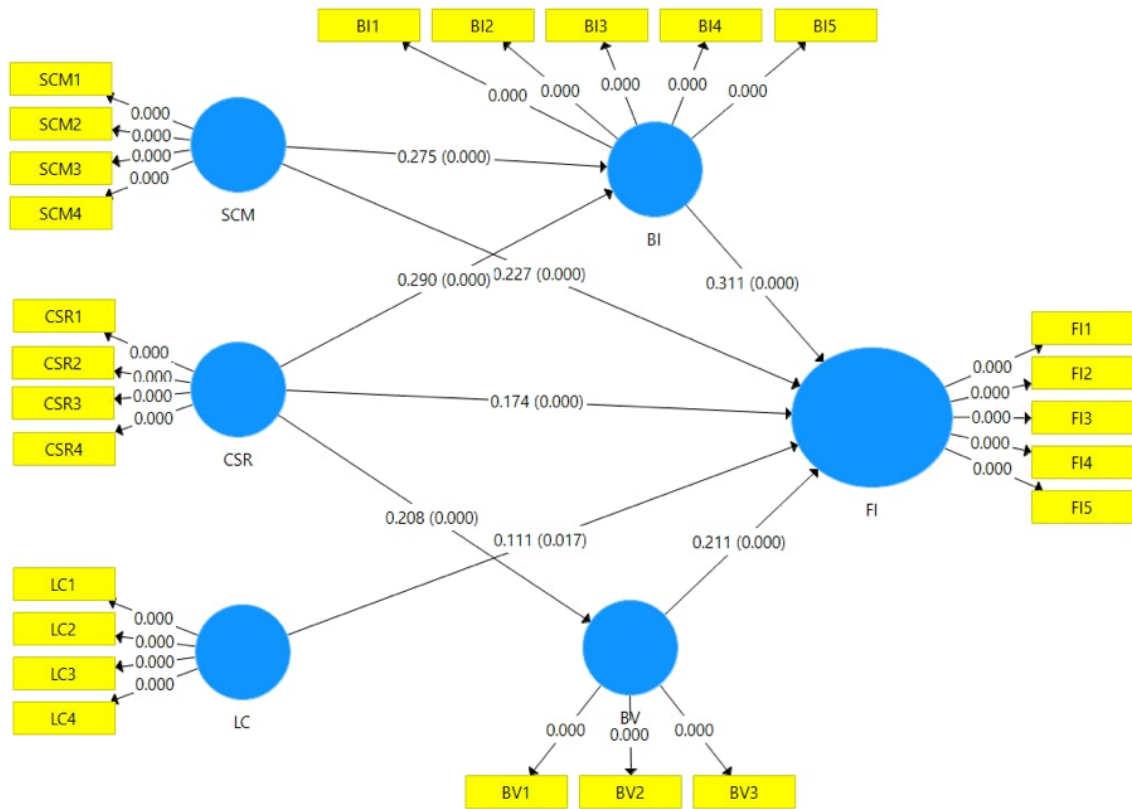 BI1
BI2
BI3
BI4
BI5
0.000
0.000
0.000
0.000
0.000
SCM1
SCM2
SCM3
SCM4
0.000
0.000
0.000
0.000
SCM
0.275 (0.000)
BI
0.227 (0.000)
0.290 (0.000)
0.311 (0.000)
CSR1
CSR2
CSR3
CSR4
0.000
0.000
0.000
0.000
CSR
0.174 (0.000)
FI1
FI2
FI3
FI4
FI5
0.000
0.000
0.000
0.000
0.000
FI
0.208 (0.000)
0.111 (0.017)
0.211 (0.000)
LC1
LC2
LC3
LC4
0.000
0.000
0.000
0.000
LC
BV
0.000
0.000
0.000
BV1
BV2
BV3